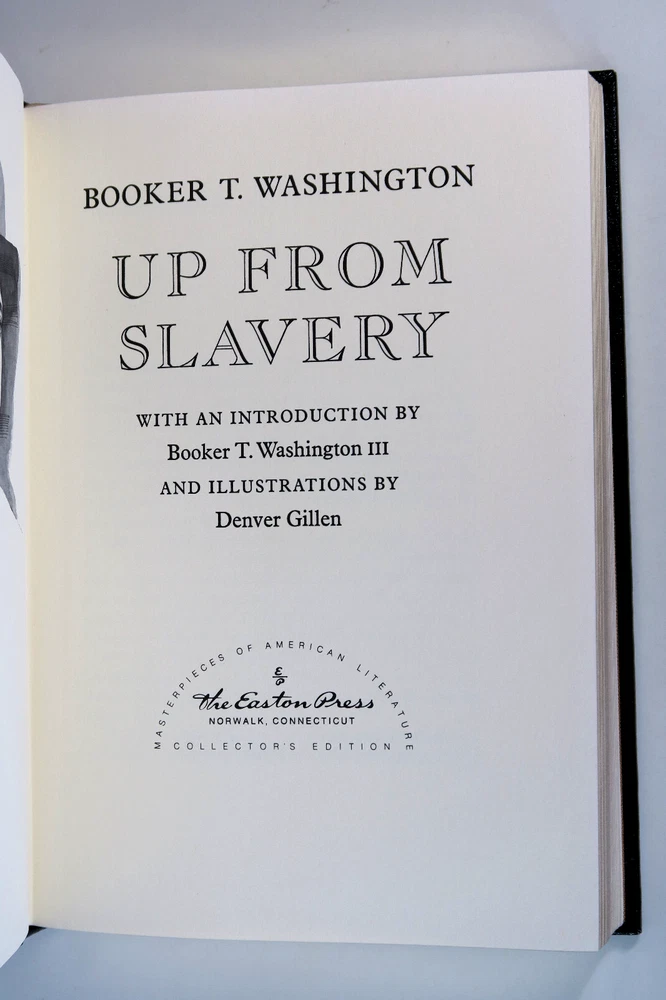 BOOKER T. WASHINGTON
UP FROM
SLAVERY
WITH AN INTRODUCTION BY
Booker T. Washington III
AND ILLUSTRATIONS BY
Denver Gillen
MASTERPIECES OF AMERICAN LITERATURE
E
P
The Easton Press
NORWALK, CONNECTICUT
COLLECTOR'S EDITION